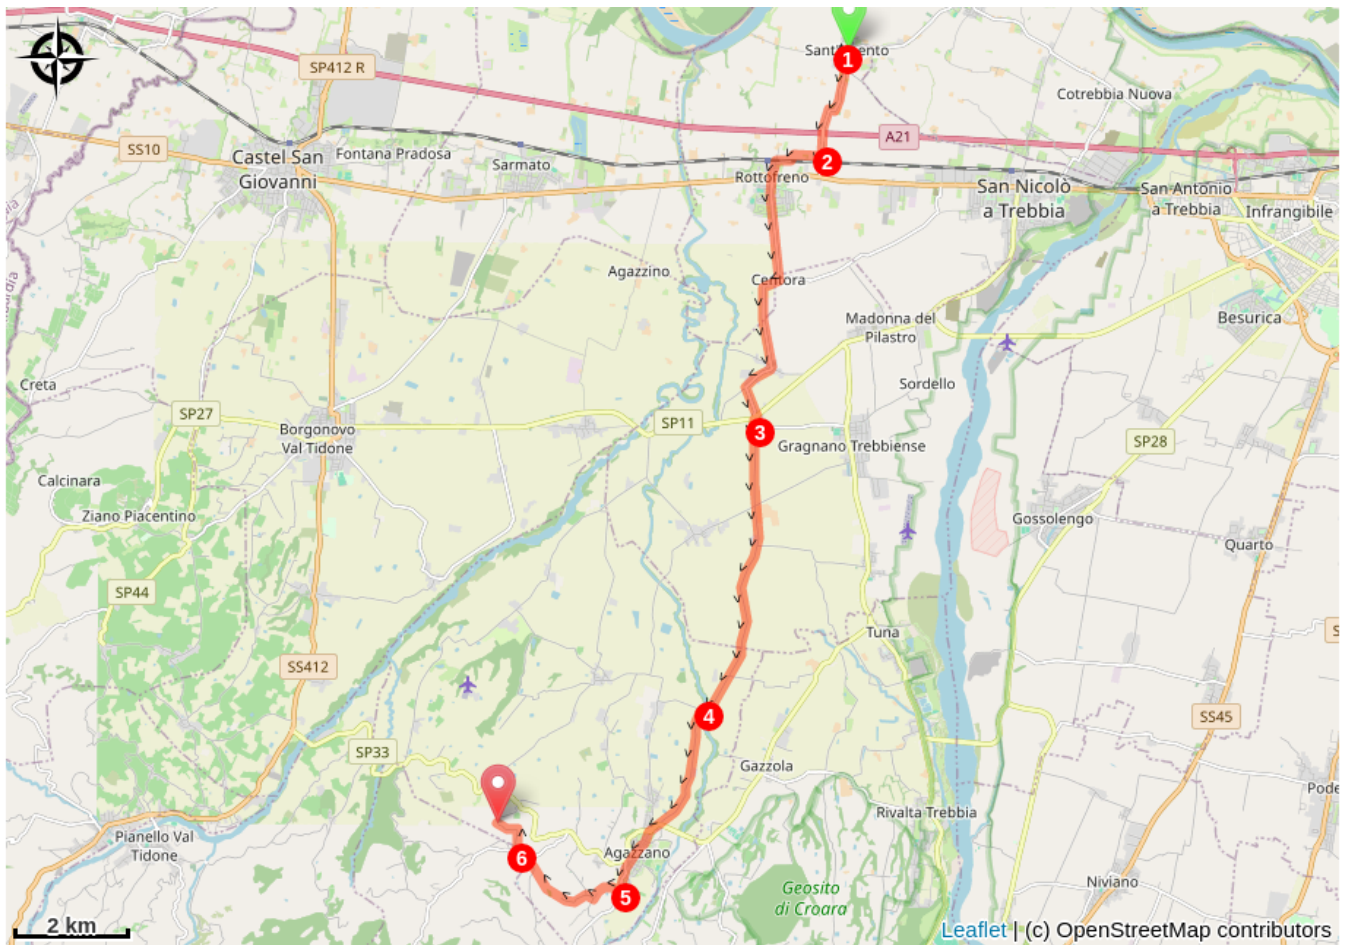 Sant'
ento
1
SP412 R
Cotrebbia Nuova
A21
SS10
Castel San
Giovanni
Fontana Pradosa
Sarmato
2
Rottofreno
San Nicolò
a Trebbia
San Antonio
a Trebbia
Infrangibile
Agazzino
Centora
Madonna del
Pilastro
Besurica
Creta
Sordello
SP27
SP11
Borgonovo
Val Tidone
3
Gragnano Trebbiense
SP28
Calcinara
Ziano Piacentino
Gossolengo
Quarto
SP44
Tuna
SS412
4
SS45
SP33
Gazzola
Rivalta Trebbia
Pode
Pianello Val
Tidone
6
Agazzano
5
Geosito
di Croara
Niviano
2 km
Leaflet | (c) OpenStreetMap contributors